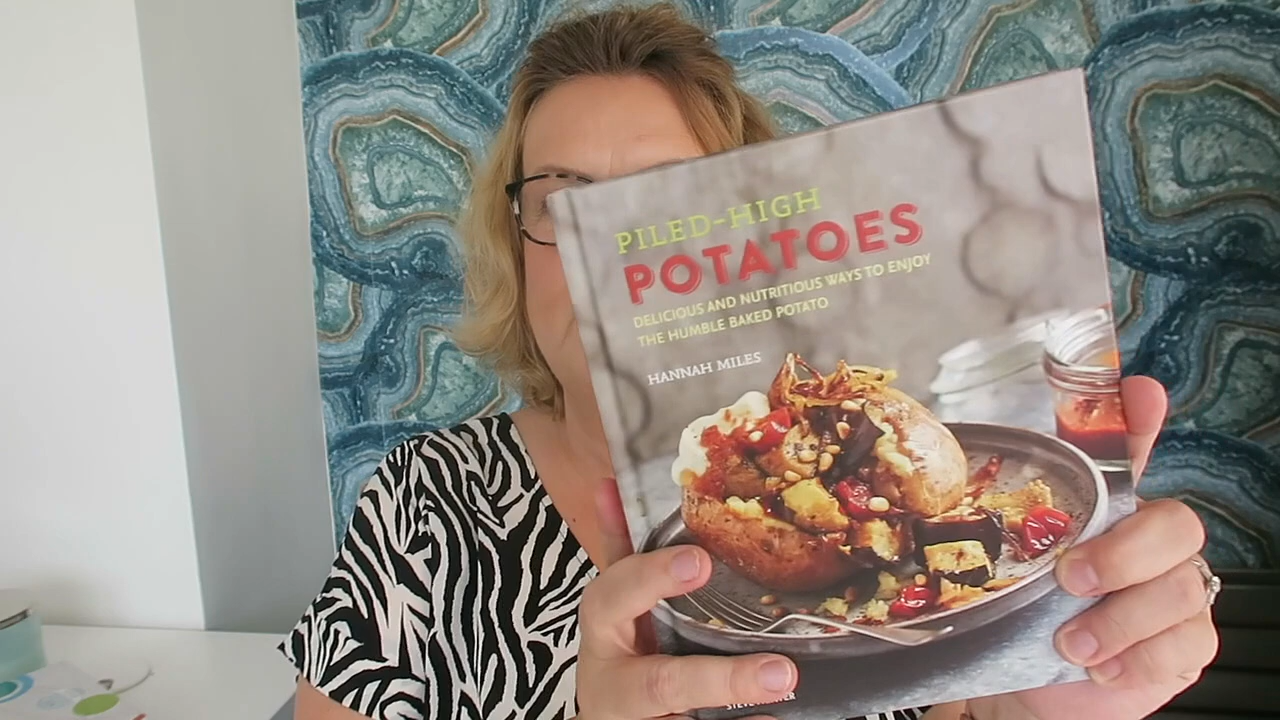 PILED-HIGH
POTATOES
DELICIOUS AND NUTRITIOUS WAYS TO ENJOY
THE HUMBLE BAKED POTATO
HANNAH MILES